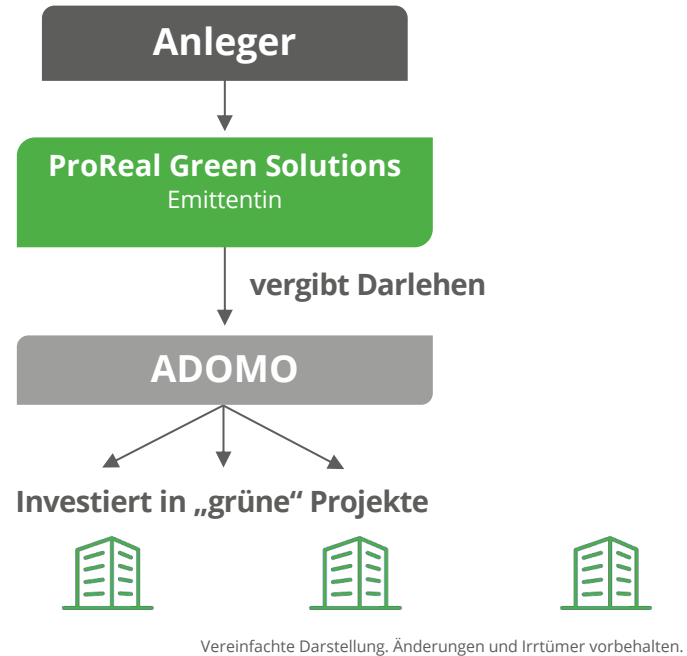 Anleger
ProReal Green Solutions
Emittentin
vergibt Darlehen
ADOMO
Investiert in „grüne“ Projekte
Vereinfachte Darstellung. Änderungen und Irrtümer vorbehalten.